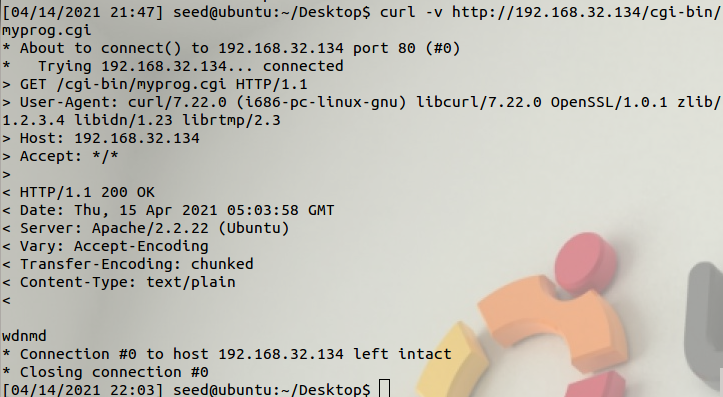 [04/14/2021 21:47] seed@ubuntu:~/Desktop$ curl -v http://192.168.32.134/cgi-bin/
myprog.cgi
* About to connect() to 192.168.32.134 port 80 (#0)
*   Trying 192.168.32.134... connected
> GET /cgi-bin/myprog.cgi HTTP/1.1
> User-Agent: curl/7.22.0 (i686-pc-linux-gnu) libcurl/7.22.0 OpenSSL/1.0.1 zlib/
1.2.3.4 libidn/1.23 librtmp/2.3
> Host: 192.168.32.134
> Accept: */*
>
< HTTP/1.1 200 OK
< Date: Thu, 15 Apr 2021 05:03:58 GMT
< Server: Apache/2.2.22 (Ubuntu)
< Vary: Accept-Encoding
< Transfer-Encoding: chunked
< Content-Type: text/plain
<
wdnmd
* Connection #0 to host 192.168.32.134 left intact
* Closing connection #0
[04/14/2021 22:03] seed@ubuntu:~/Desktop$